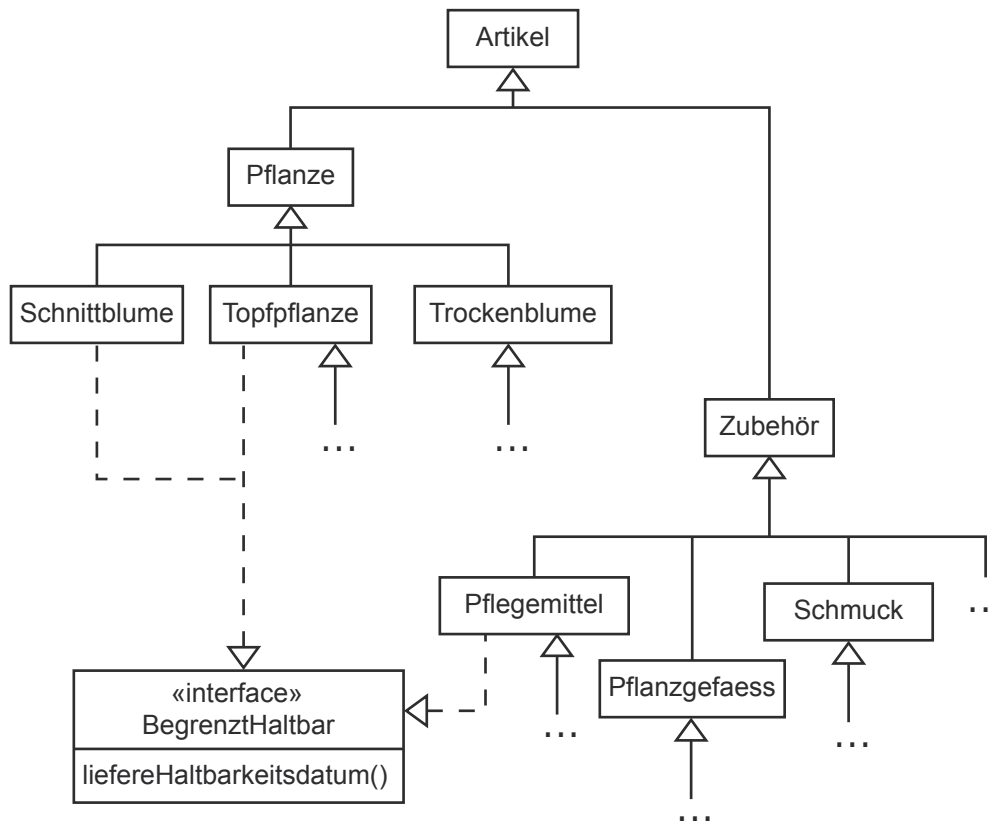 Artikel
Pflanze
Schnittblume
Topfpflanze
Trockenblume
...
...
Zubehör
Pflegemittel
Schmuck
..
Pflanzgefaess
«interface»
BegrenztHaltbar
liefereHaltbarkeitsdatum()
...
...
...